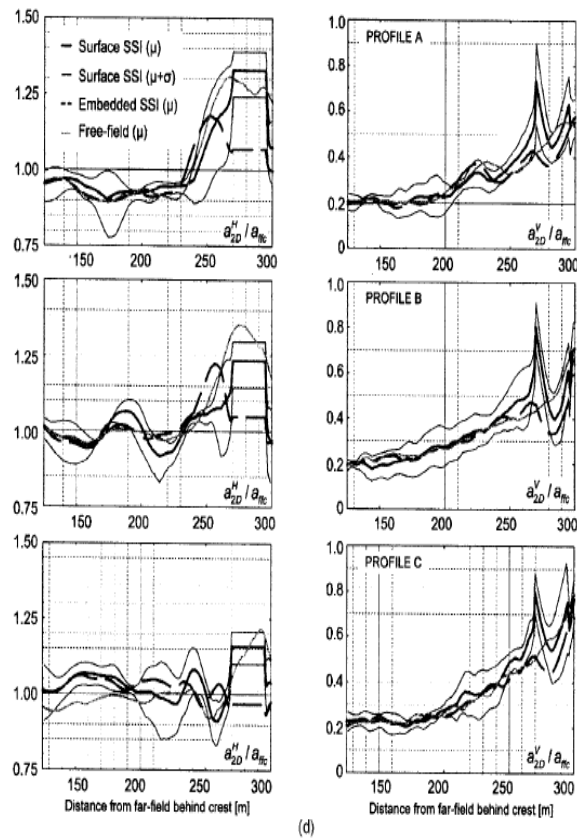 1.50
1.25
1.00
0.75
Surface SSI (μ)
Surface SSI (μ+σ)
Embedded SSI (μ)
Free-field (μ)
a^H_2D / a_ffc
150 200 250 300
PROFILE A
1
0.8
0.6
0.4
0.2
0
a^V_2D / a_ffc
150 200 250 300
1.50
1.25
1.00
0.75
a^H_2D / a_ffc
150 200 250 300
PROFILE B
1.0
0.8
0.6
0.4
0.2
0
a^V_2D / a_ffc
150 200 250 300
1.50
1.25
1.00
0.75
a^H_2D / a_ffc
150 200 250 300
Distance from far-field behind crest [m]
PROFILE C
1.0
0.8
0.6
0.4
0.2
0
a^V_2D / a_ffc
150 200 250 300
Distance from far-field behind crest [m]
(d)